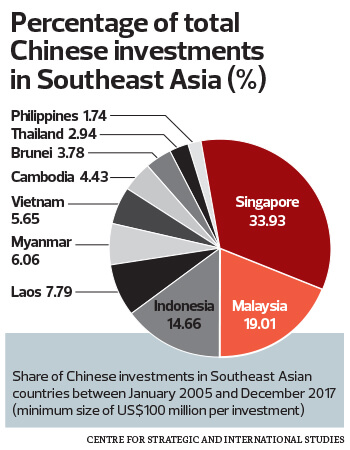 Percentage of total
Chinese investments
in Southeast Asia (%)
Philippines 1.74
Thailand 2.94
Brunei 3.78
Cambodia 4.43
Vietnam
5.65
Myanmar
6.06
Laos 7.79
Indonesia
14.66
Malaysia
19.01
Singapore
33.93
Share of Chinese investments in Southeast Asian
countries between January 2005 and December 2017
(minimum size of US$100 million per investment)
CENTRE FOR STRATEGIC AND INTERNATIONAL STUDIES